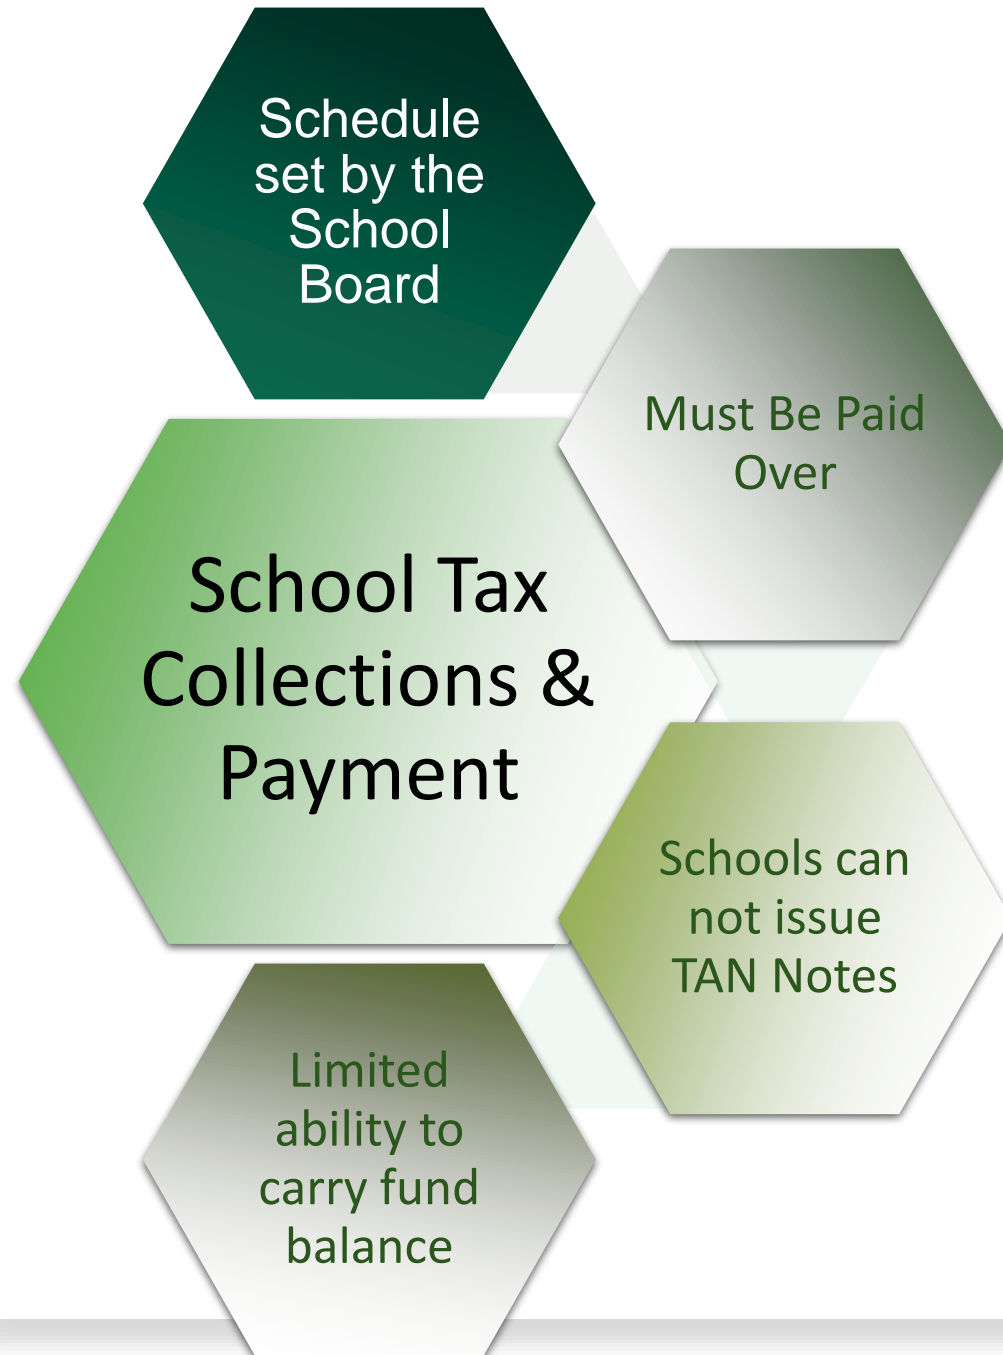 Schedule
set by the
School
Board
Must Be Paid
Over
School Tax
Collections &
Payment
Schools can
not issue
TAN Notes
Limited
ability to
carry fund
balance